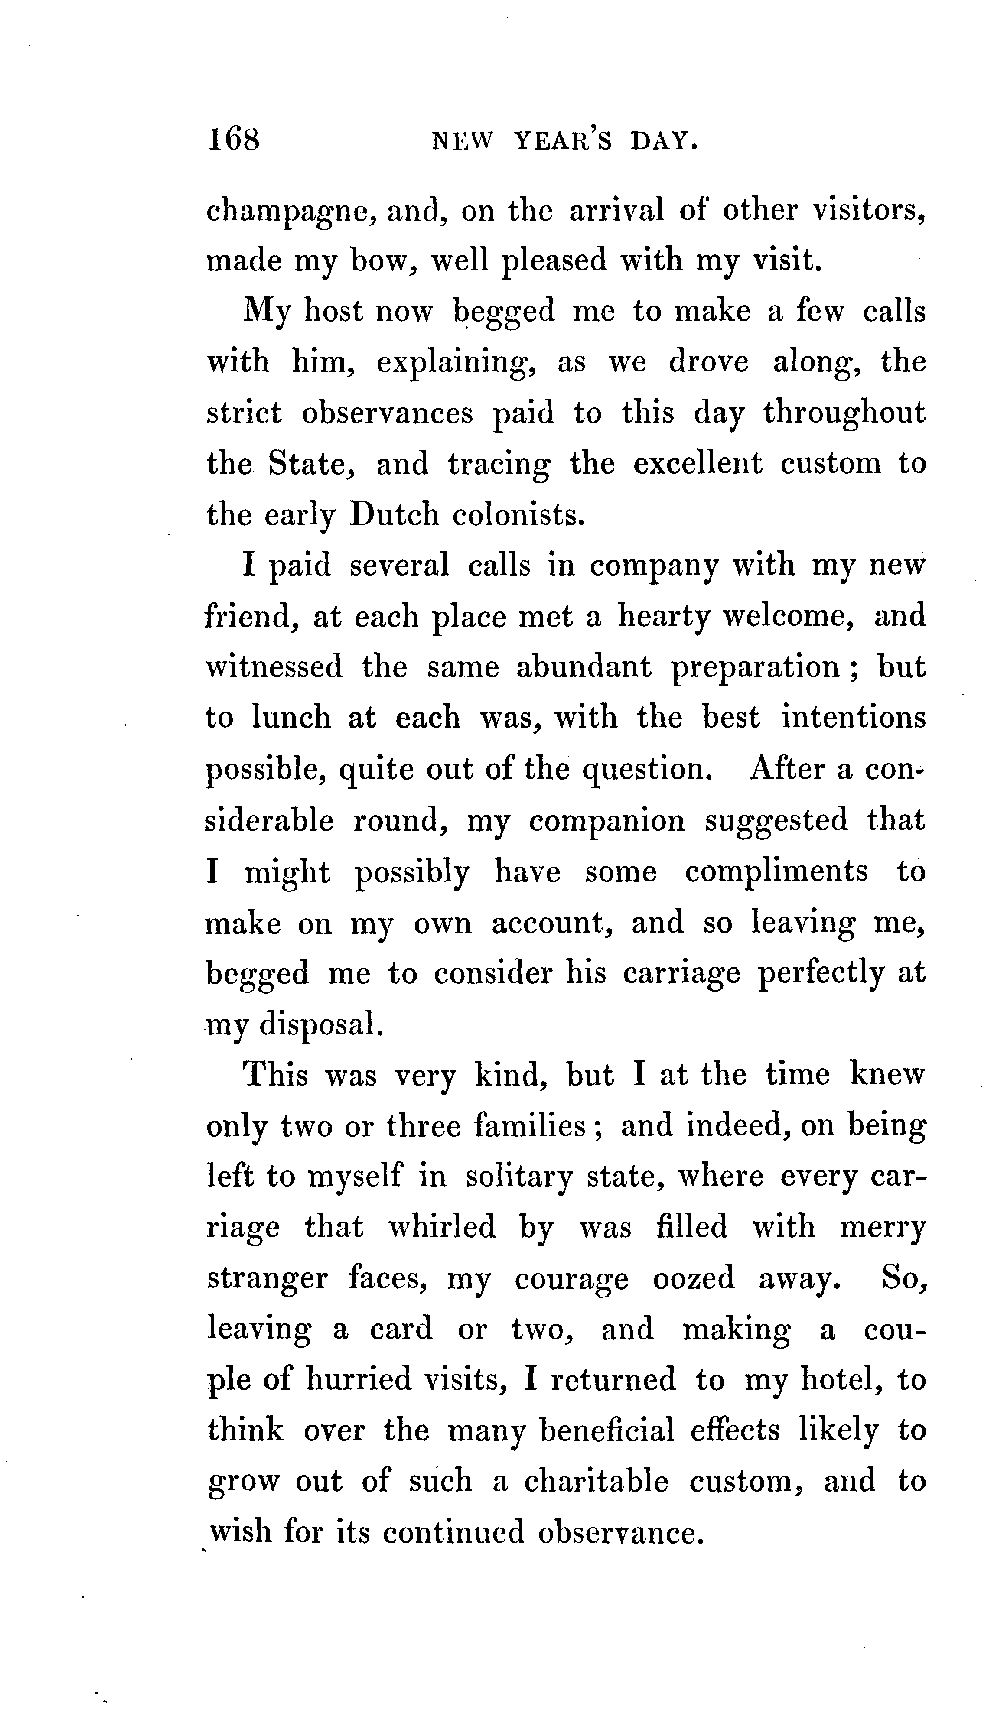 168 NEW YEAR'S DAY.
champagne, and, on the arrival of other visitors,
made my bow, well pleased with my visit.
My host now begged me to make a few calls
with him, explaining, as we drove along, the
strict observances paid to this day throughout
the State, and tracing the excellent custom to
the early Dutch colonists.
I paid several calls in company with my new
friend, at each place met a hearty welcome, and
witnessed the same abundant preparation; but
to lunch at each was, with the best intentions
possible, quite out of the question. After a con-
siderable round, my companion suggested that
I might possibly have some compliments to
make on my own account, and so leaving me,
begged me to consider his carriage perfectly at
my disposal.
This was very kind, but I at the time knew
only two or three families; and indeed, on being
left to myself in solitary state, where every car-
riage that whirled by was filled with merry
stranger faces, my courage oozed away. So,
leaving a card or two, and making a cou-
ple of hurried visits, I returned to my hotel, to
think over the many beneficial effects likely to
grow out of such a charitable custom, and to
wish for its continued observance.